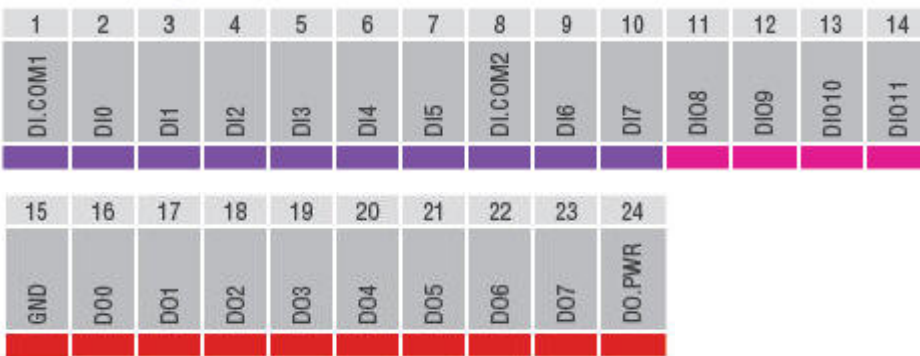 1 2 3 4 5 6 7 8 9 10 11 12 13 14
DI.COM1 DI0 DI1 DI2 DI3 DI4 DI5 DI.COM2 DI6 DI7 DIO8 DIO9 DIO10 DIO11
15 16 17 18 19 20 21 22 23 24
GND DO0 DO1 DO2 DO3 DO4 DO5 DO6 DO7 DO.PWR